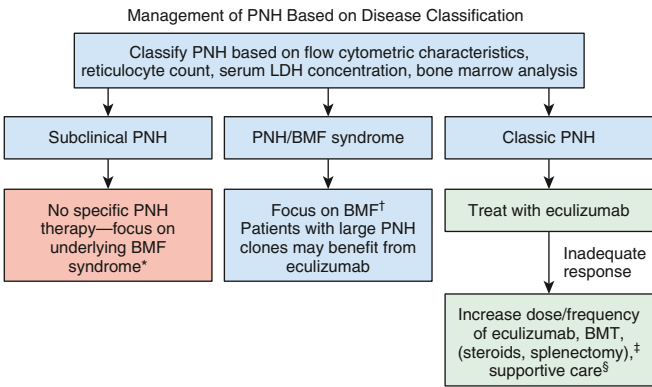 Management of PNH Based on Disease Classification
Classify PNH based on flow cytometric characteristics,
reticulocyte count, serum LDH concentration, bone marrow analysis
Subclinical PNH
PNH/BMF syndrome
Classic PNH
No specific PNH
therapy—focus on
underlying BMF
syndrome*
Focus on BMF†
Patients with large PNH
clones may benefit from
eculizumab
Treat with eculizumab
Inadequate
response
Increase dose/frequency
of eculizumab, BMT,
(steroids, splenectomy),‡
supportive care§